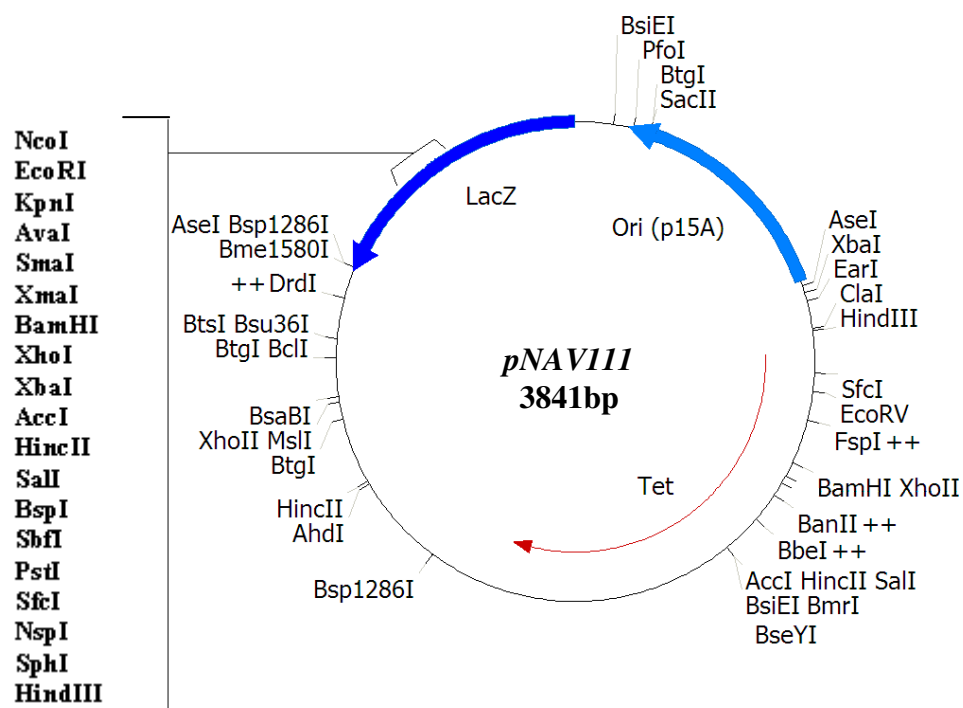 NcoI
EcoRI
KpnI
AvaI
SmaI
XmaI
BamHI
XhoI
XbaI
AccI
HincII
SalI
BspI
SbfI
PstI
SfcI
NspI
SphI
HindIII
BsiEI
PfoI
BtgI
SacII
LacZ
Ori (p15A)
AseI Bsp1286I
Bme1580I
++ DrdI
BtsI Bsu36I
BtgI BclI
BsaBI
XhoII MslI
BtgI
HincII
AhdI
Bsp1286I
pNAV111
3841bp
Tet
AseI
XbaI
EarI
ClaI
HindIII
SfcI
EcoRV
FspI ++
BamHI XhoII
BanII ++
BbeI ++
AccI HincII SalI
BsiEI BmrI
BseYI